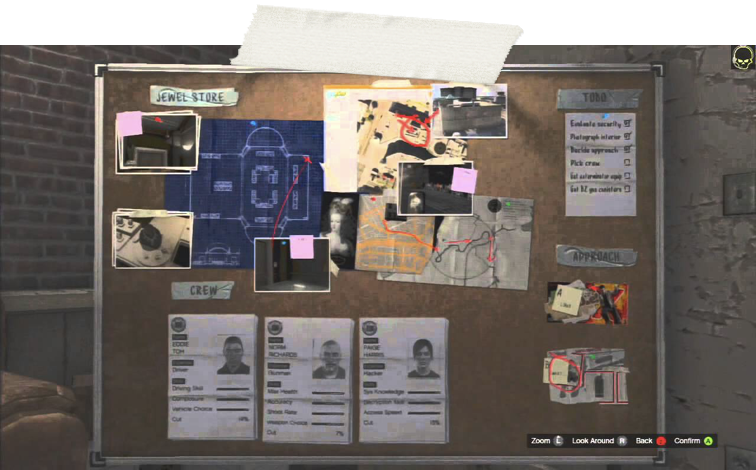 JEWEL STORE
TODO
Evaluate security
Photograph interior
Decide approach
Pick crew
Get exterminator equip
Get BZ gas canisters
APPROACH
A
CREW
EDDIE
TOH
Driver
Driving Skill
Composure
Vehicle Choice
Cut
NORM
RICHARDS
Gunman
Max Health
Accuracy
Shoot Rate
Weapon Choice
Cut
7%
PAIGE
HARRIS
Hacker
Sys Knowledge
Decryption Skill
Access Speed
Cut
15%
Zoom L Look Around R Back Confirm A